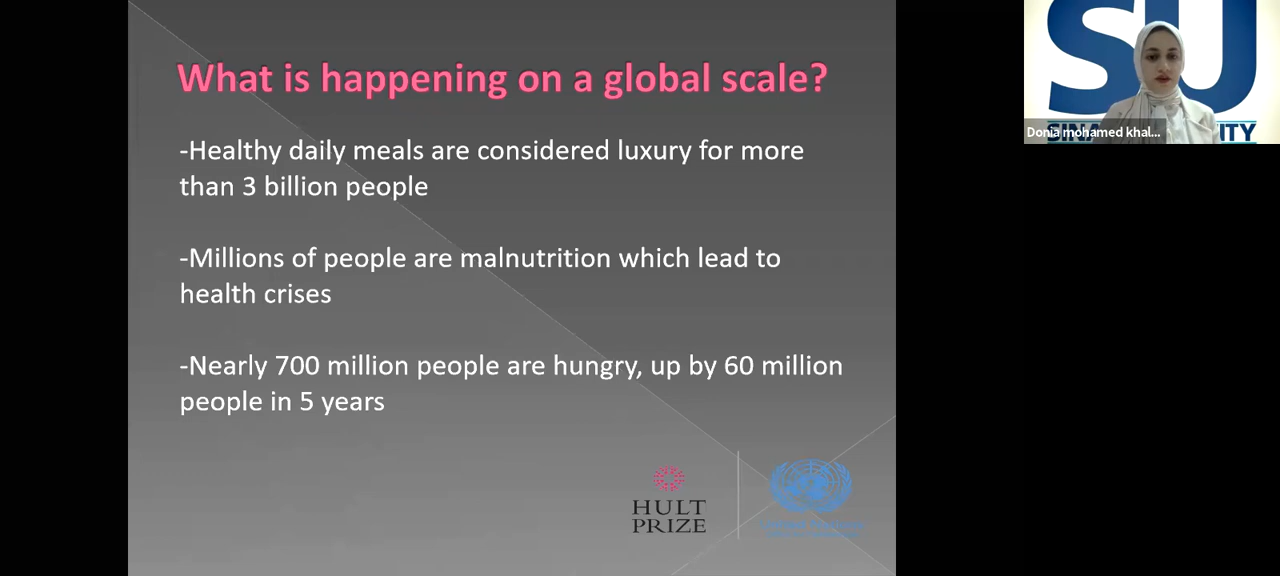 What is happening on a global scale?
-Healthy daily meals are considered luxury for more
than 3 billion people
-Millions of people are malnutrition which lead to
health crises
-Nearly 700 million people are hungry, up by 60 million
people in 5 years
HULT
PRIZE
SU
Donia mohamed khal...